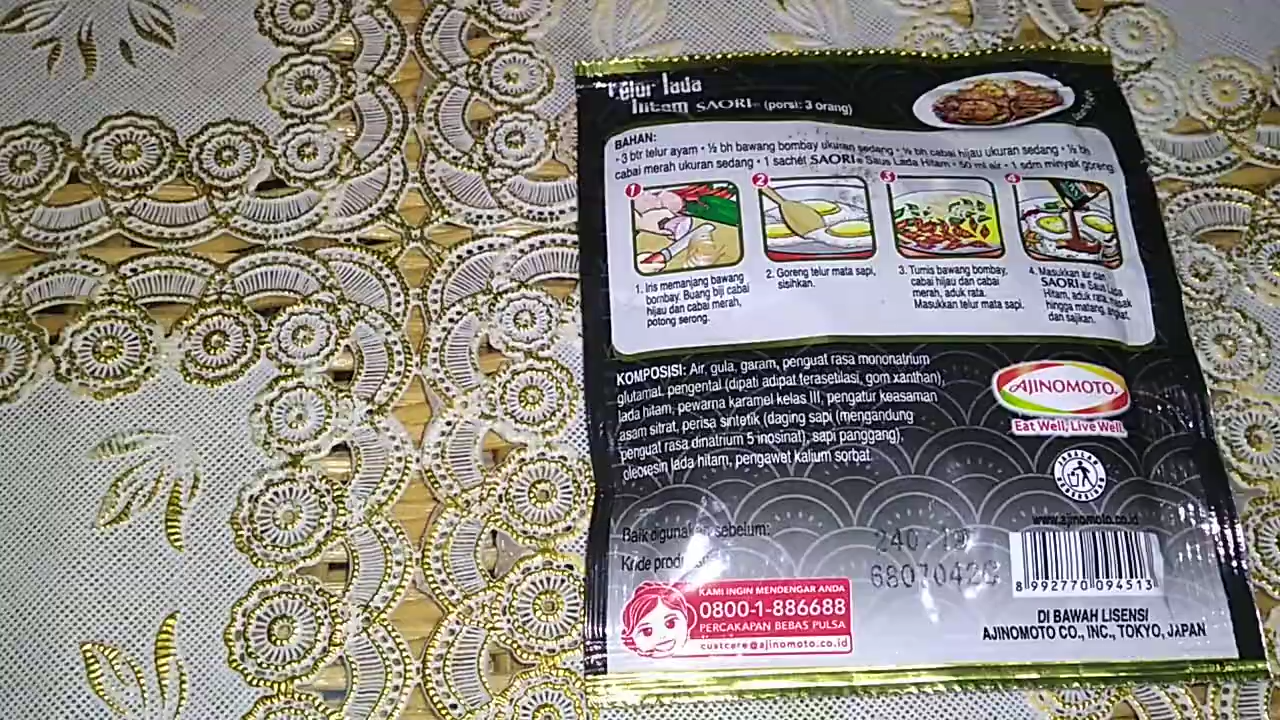 Telur lada
hitam SAORI® (porsi: 3 orang)
BAHAN:
• 3 btr telur ayam • ½ bh bawang bombay ukuran sedang • ½ bh cabai hijau ukuran sedang • ½ bh
cabai merah ukuran sedang • 1 sachet SAORI® Saus Lada Hitam • 50 ml air • 1 sdm minyak goreng
1
2
3
4
1. Iris memanjang bawang
bombay. Buang biji cabai
hijau dan cabai merah,
potong serong.
2. Goreng telur mata sapi,
sisihkan.
3. Tumis bawang bombay,
cabai hijau dan cabai
merah, aduk rata.
Masukkan telur mata sapi.
4. Masukkan air dan
SAORI® Saus Lada
Hitam, aduk rata, masak
hingga matang, angkat,
dan sajikan.
KOMPOSISI: Air, gula, garam, penguat rasa mononatrium
glutamat, pengental (dipati adipat terasetilasi, gom xanthan),
lada hitam, pewarna karamel kelas III, pengatur keasaman
asam sitrat, perisa sintetik (daging sapi (mengandung
penguat rasa dinatrium 5 inosinat), sapi panggang),
oleoresin lada hitam, pengawet kalium sorbat.
AJINOMOTO®
Eat Well, Live Well.
www.ajinomoto.co.id
Baik digunakan sebelum:
Kode produksi:
8 992770 094513
KAMI INGIN MENDENGAR ANDA
0800-1-886688
PERCAKAPAN BEBAS PULSA
custcare@ajinomoto.co.id
DI BAWAH LISENSI
AJINOMOTO CO., INC., TOKYO, JAPAN